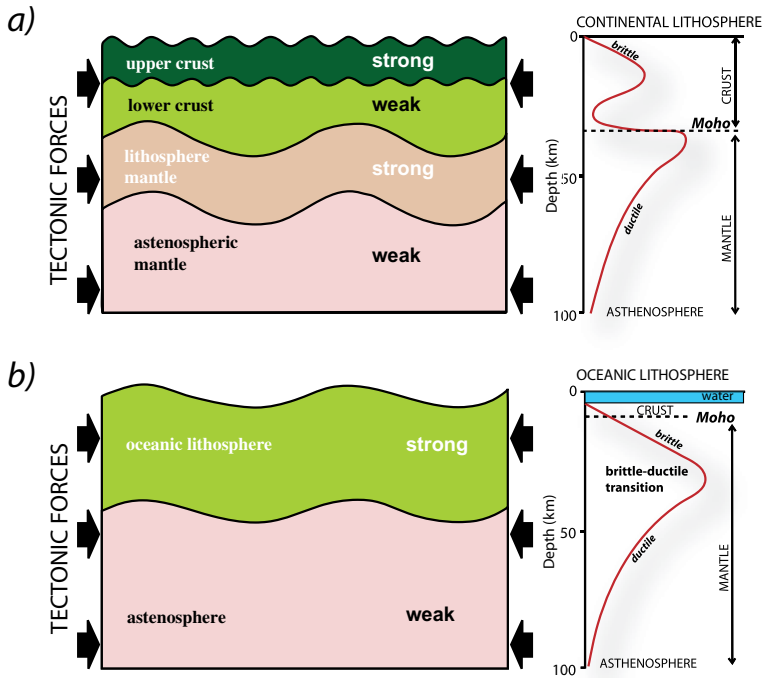 a)
TECTONIC FORCES
upper crust
strong
lower crust
weak
lithosphere
mantle
strong
astenospheric
mantle
weak
CONTINENTAL LITHOSPHERE
0
brittle
CRUST
Moho
Depth (km)
50
ductile
MANTLE
100
ASTHENOSPHERE
b)
TECTONIC FORCES
oceanic lithosphere
strong
astenosphere
weak
OCEANIC LITHOSPHERE
0
water
CRUST
Moho
brittle
brittle-ductile
transition
Depth (km)
50
ductile
MANTLE
ASTHENOSPHERE
100